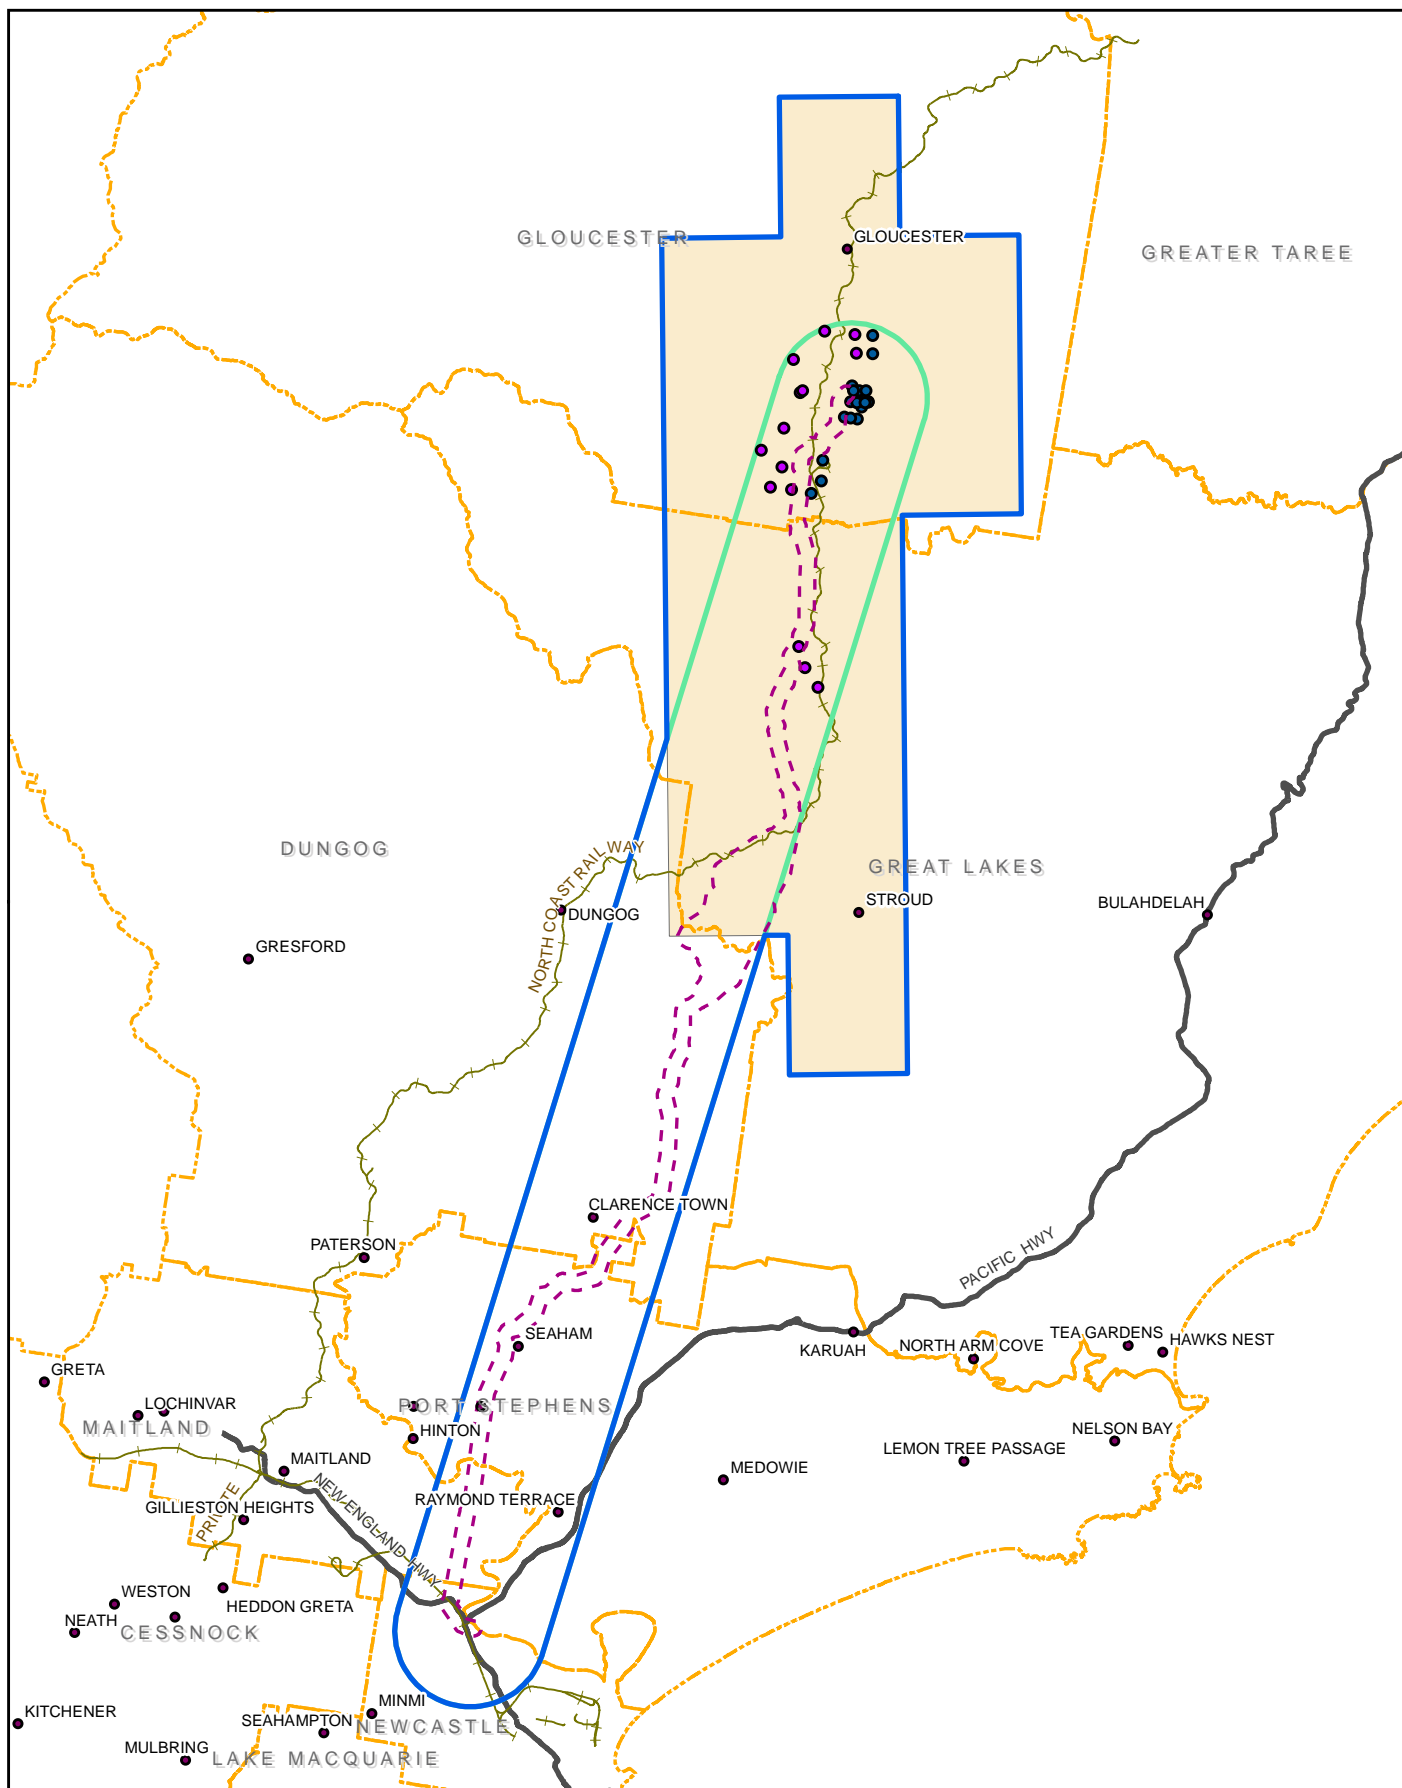 GLOUCESTER
GLOUCESTER
GREATER TAREE
DUNGOG
NORTH COAST RAILWAY
GREAT LAKES
STROUD
BULAHDELAH
DUNGOG
GRESFORD
CLARENCE TOWN
PATERSON
PACIFIC HWY
SEAHAM
KARUAH
NORTH ARM COVE
TEA GARDENS
HAWKS NEST
GRETA
LOCHINVAR
PORT STEPHENS
MAITLAND
HINTON
NELSON BAY
LEMON TREE PASSAGE
MAITLAND
MEDOWIE
NEW ENGLAND HWY
RAYMOND TERRACE
GILLIESTON HEIGHTS
PRIVATE
WESTON
HEDDON GRETA
NEATH
CESSNOCK
MINMI
KITCHENER
SEAHAMPTON
NEWCASTLE
MULBRING
LAKE MACQUARIE